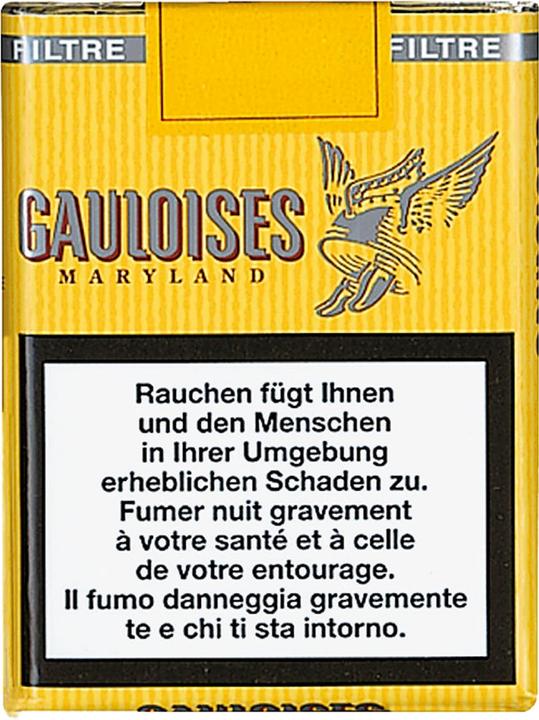 FILTRE FILTRE
GAULOISES
MARYLAND
Rauchen fügt Ihnen
und den Menschen
in Ihrer Umgebung
erheblichen Schaden zu.
Fumer nuit gravement
à votre santé et à celle
de votre entourage.
Il fumo danneggia gravemente
te e chi ti sta intorno.
GAULOISES